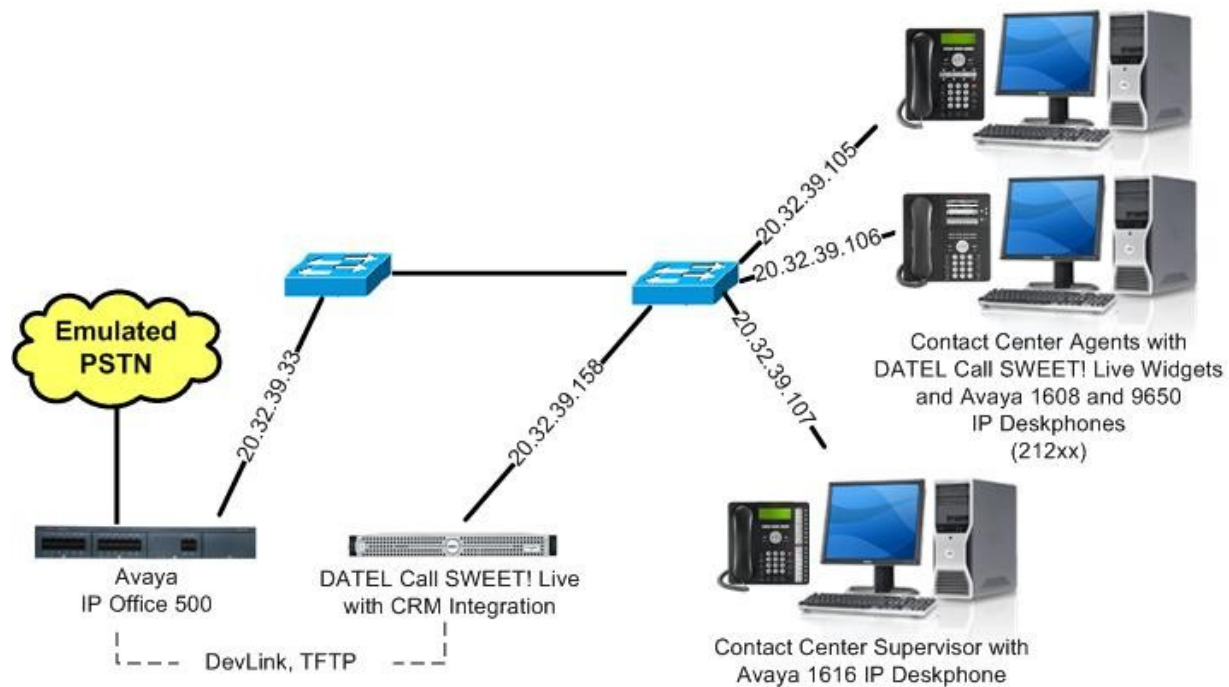 Emulated
PSTN
20.32.39.33
20.32.39.158
20.32.39.105
20.32.39.106
20.32.39.107
Contact Center Agents with
DATEL Call SWEET! Live Widgets
and Avaya 1608 and 9650
IP Deskphones
(212xx)
Avaya
IP Office 500
DATEL Call SWEET! Live
with CRM Integration
DevLink, TFTP
Contact Center Supervisor with
Avaya 1616 IP Deskphone